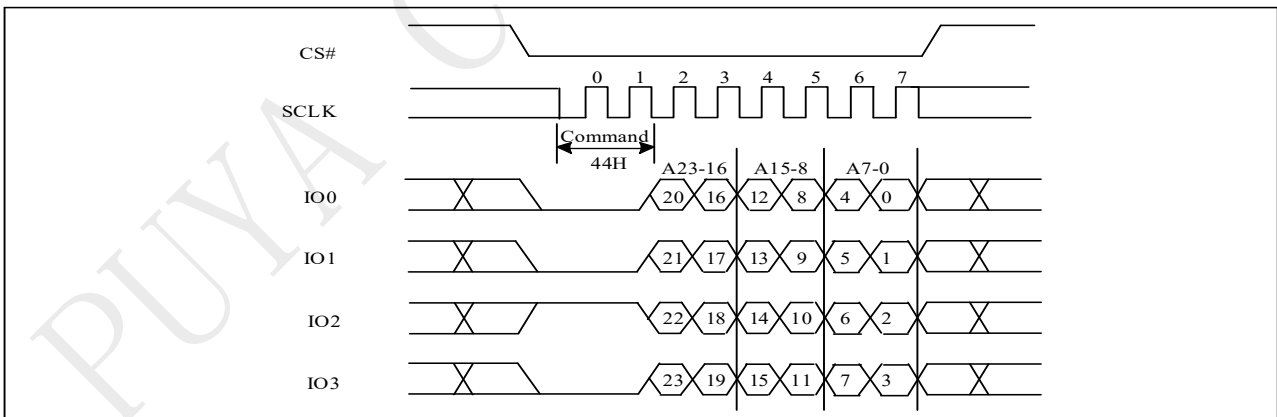 CS#
0 1 2 3 4 5 6 7
SCLK
Command
44H
A23-16 A15-8 A7-0
IO0 20 16 12 8 4 0
IO1 21 17 13 9 5 1
IO2 22 18 14 10 6 2
IO3 23 19 15 11 7 3
PUYA C